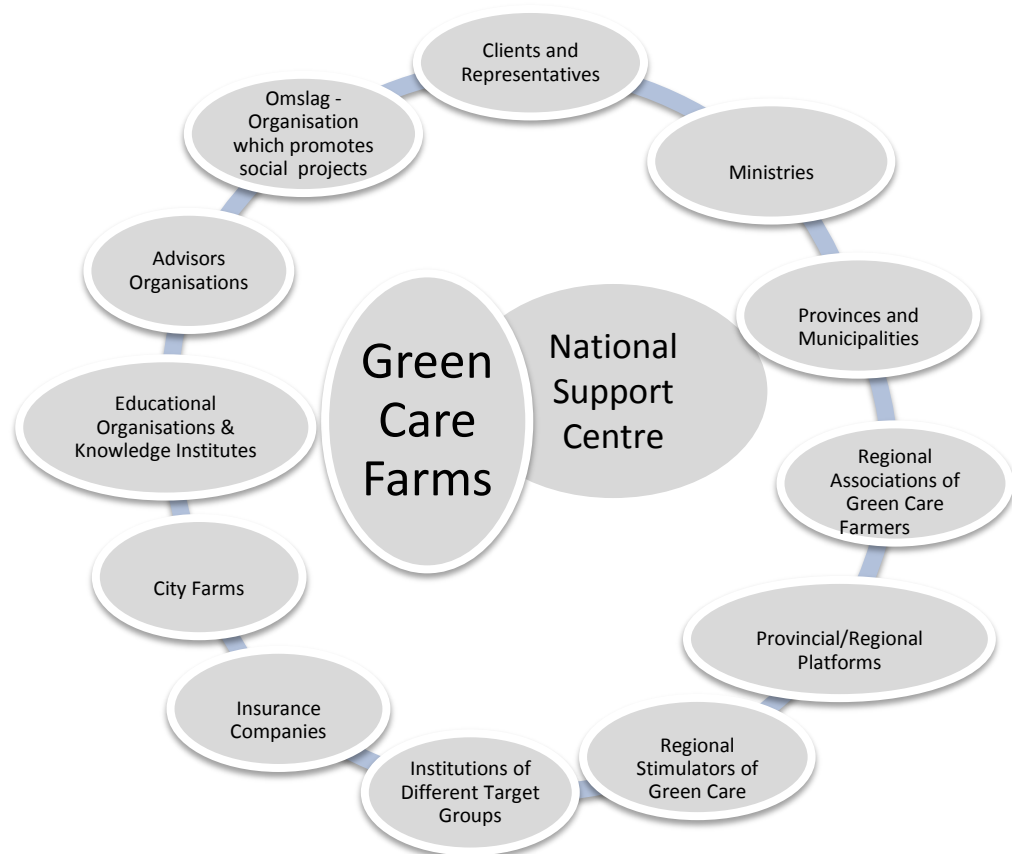 Clients and
Representatives
Ministries
Provinces and
Municipalities
Regional
Associations of
Green Care
Farmers
Provincial/Regional
Platforms
Regional
Stimulators of
Green Care
Institutions of
Different Target
Groups
Insurance
Companies
City Farms
Educational
Organisations &
Knowledge Institutes
Advisors
Organisations
Omslag -
Organisation
which promotes
social projects
Green
Care
Farms
National
Support
Centre